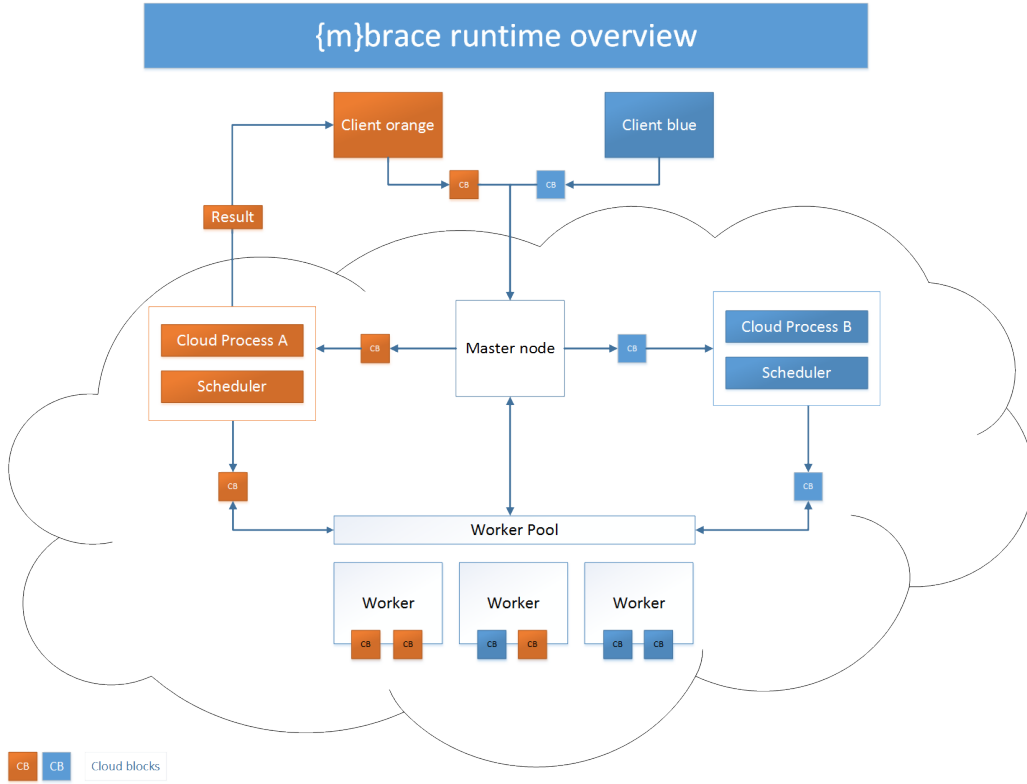 {m}brace runtime overview
Client orange
Client blue
CB
CB
Result
Cloud Process A
Scheduler
CB
Master node
CB
Cloud Process B
Scheduler
CB
CB
Worker Pool
Worker
Worker
Worker
CB
CB
CB
CB
CB
CB
CB
CB
Cloud blocks